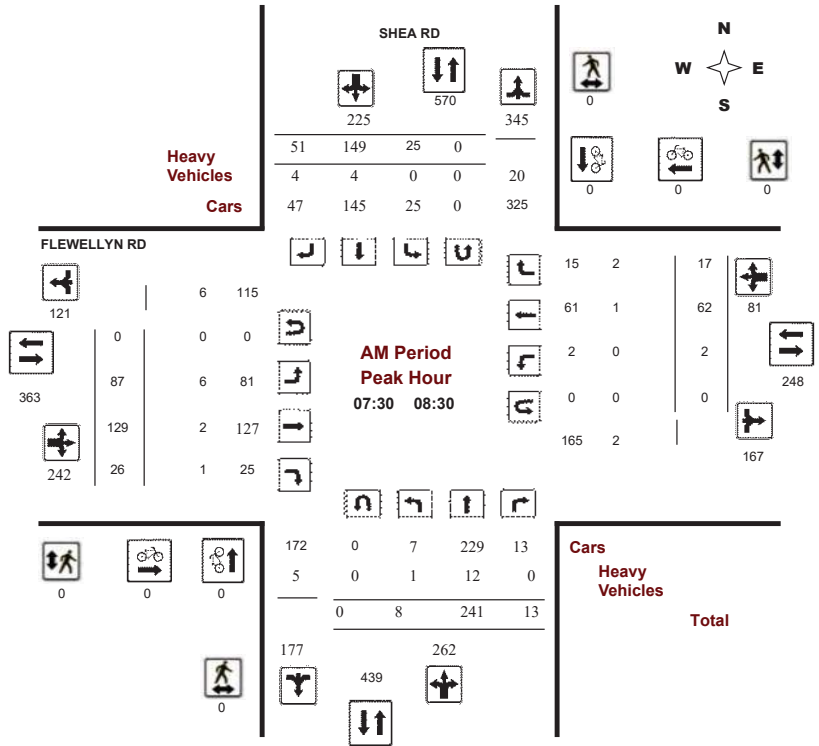 SHEA RD
N
W E
S
570
0
225 345
51 149 25 0
Heavy
Vehicles
4 4 0 0 20
0 0 0
Cars
47 145 25 0 325
FLEWELLYN RD
15 2 17
6 115
121
61 1 62 81
0 0 0
AM Period
Peak Hour
2 0 2
248
363
87 6 81
07:30 08:30
0 0 0
129 2 127
165 2
167
242
26 1 25
172 0 7 229 13
Cars
5 0 1 12 0
Heavy
Vehicles
0 0 0
0 8 241 13
Total
177 262
439
0